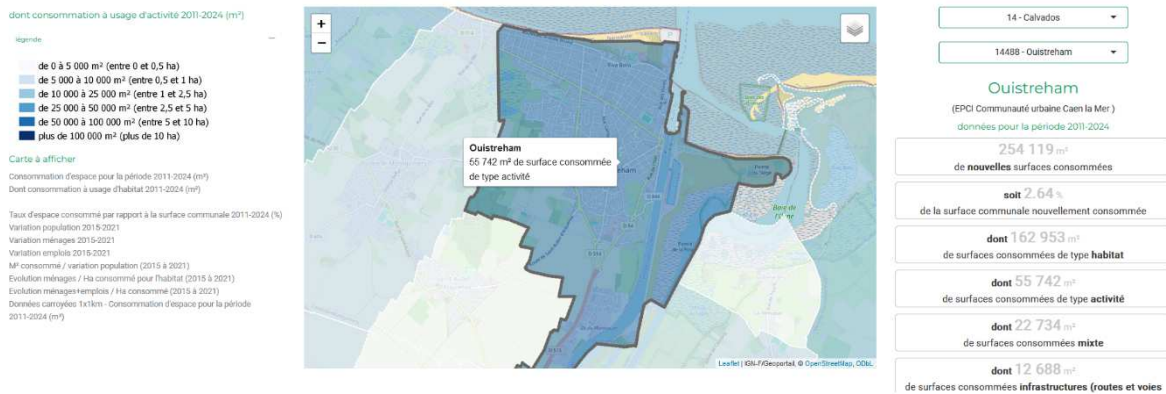 dont consommation à usage d'activité 2011-2024 (m²)
légende
de 0 à 5 000 m² (entre 0 et 0,5 ha)
de 5 000 à 10 000 m² (entre 0,5 et 1 ha)
de 10 000 à 25 000 m² (entre 1 et 2,5 ha)
de 25 000 à 50 000 m² (entre 2,5 et 5 ha)
de 50 000 à 100 000 m² (entre 5 et 10 ha)
plus de 100 000 m² (plus de 10 ha)
Carte à afficher
Consommation d'espace pour la période 2011-2024 (m²)
Dont consommation à usage d'habitat 2011-2024 (m²)
Taux d'espace consommé par rapport à la surface communale 2011-2024 (%)
Variation population 2015-2021
Variation ménages 2015-2021
Variation emplois 2015-2021
M² consommé / variation population (2015 à 2021)
Evolution ménages / Ha consommé pour l'habitat (2015 à 2021)
Evolution ménages+emplois / Ha consommé (2015 à 2021)
Données carroyées 1x1km - Consommation d'espace pour la période
2011-2024 (m²)
+
−
Ouistreham
55 742 m² de surface consommée
de type activité
Baie de
l'Orne
D 514
Leaflet | IGN-F/Geoportail, © OpenStreetMap, ODbL
14 - Calvados
14488 - Ouistreham
Ouistreham
(EPCI Communauté urbaine Caen la Mer )
données pour la période 2011-2024
254 119 m²
de nouvelles surfaces consommées
soit 2.64 %
de la surface communale nouvellement consommée
dont 162 953 m²
de surfaces consommées de type habitat
dont 55 742 m²
de surfaces consommées de type activité
dont 22 734 m²
de surfaces consommées mixte
dont 12 688 m²
de surfaces consommées infrastructures (routes et voies